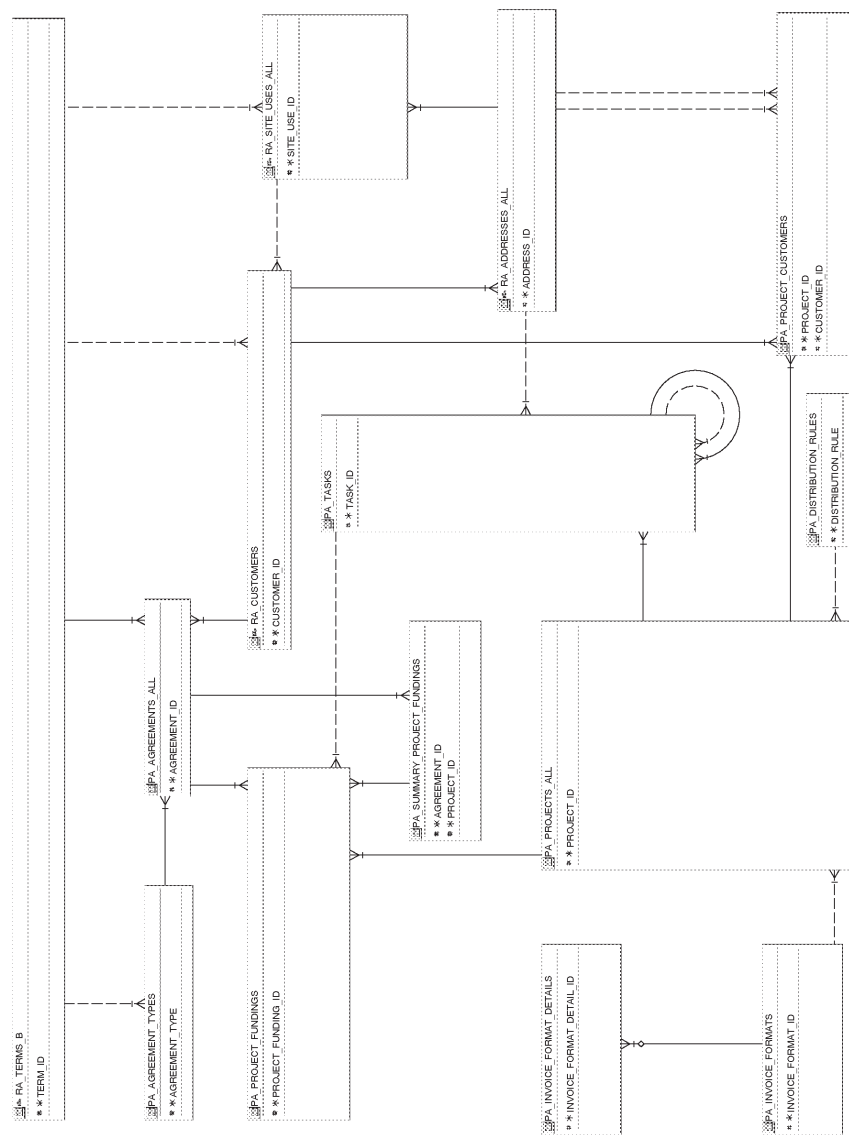 RA_TERMS_B
* TERM_ID
PA_AGREEMENT_TYPES
* AGREEMENT_TYPE
PA_AGREEMENTS_ALL
* AGREEMENT_ID
RA_CUSTOMERS
* CUSTOMER_ID
RA_SITE_USES_ALL
* SITE_USE_ID
PA_PROJECT_FUNDINGS
* PROJECT_FUNDING_ID
PA_TASKS
* TASK_ID
PA_SUMMARY_PROJECT_FUNDINGS
* AGREEMENT_ID
* PROJECT_ID
RA_ADDRESSES_ALL
* ADDRESS_ID
PA_INVOICE_FORMAT_DETAILS
* INVOICE_FORMAT_DETAIL_ID
PA_PROJECTS_ALL
* PROJECT_ID
PA_INVOICE_FORMATS
* INVOICE_FORMAT_ID
PA_DISTRIBUTION_RULES
* DISTRIBUTION_RULE
PA_PROJECT_CUSTOMERS
* PROJECT_ID
* CUSTOMER_ID